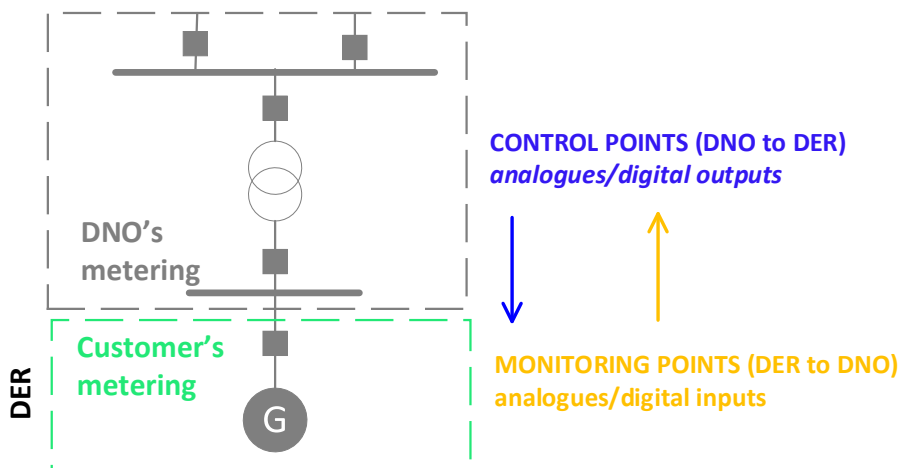 CONTROL POINTS (DNO to DER)
analogues/digital outputs
DNO's
metering
Customer's
metering
MONITORING POINTS (DER to DNO)
analogues/digital inputs
DER
G